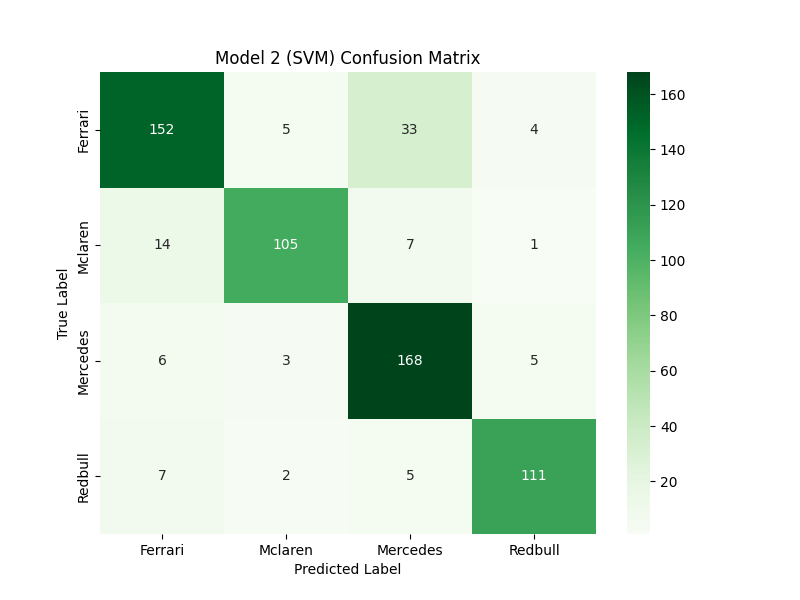 Model 2 (SVM) Confusion Matrix
True Label
Ferrari 152 5 33 4
Mclaren 14 105 7 1
Mercedes 6 3 168 5
Redbull 7 2 5 111
Ferrari Mclaren Mercedes Redbull
Predicted Label
160
140
120
100
80
60
40
20